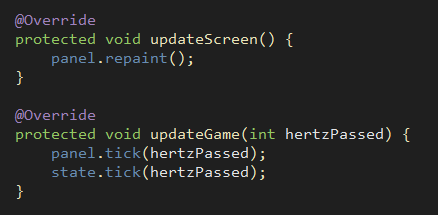 @Override
protected void updateScreen() {
    panel.repaint();
}

@Override
protected void updateGame(int hertzPassed) {
    panel.tick(hertzPassed);
    state.tick(hertzPassed);
}